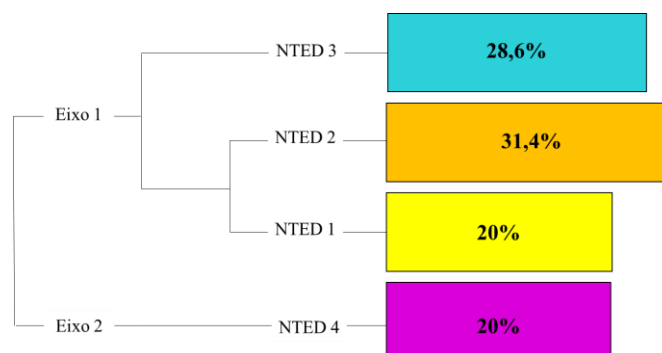 NTED 3
28,6%
Eixo 1
NTED 2
31,4%
NTED 1
20%
Eixo 2
NTED 4
20%